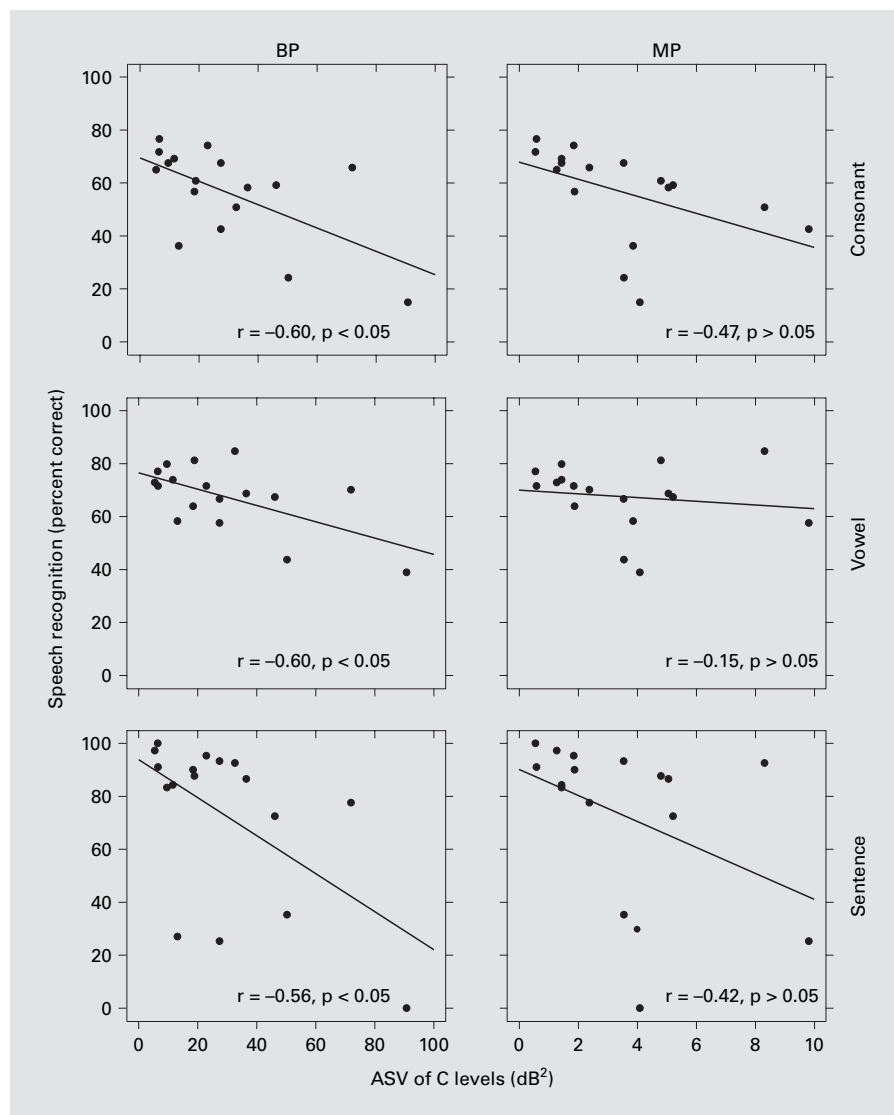 BP MP
100
80
60
40
20
0
r = –0.60, p < 0.05
r = –0.47, p > 0.05
Consonant
100
80
60
40
20
0
r = –0.60, p < 0.05
r = –0.15, p > 0.05
Vowel
Speech recognition (percent correct)
100
80
60
40
20
0
r = –0.56, p < 0.05
r = –0.42, p > 0.05
Sentence
0 20 40 60 80 100 0 2 4 6 8 10
ASV of C levels (dB²)